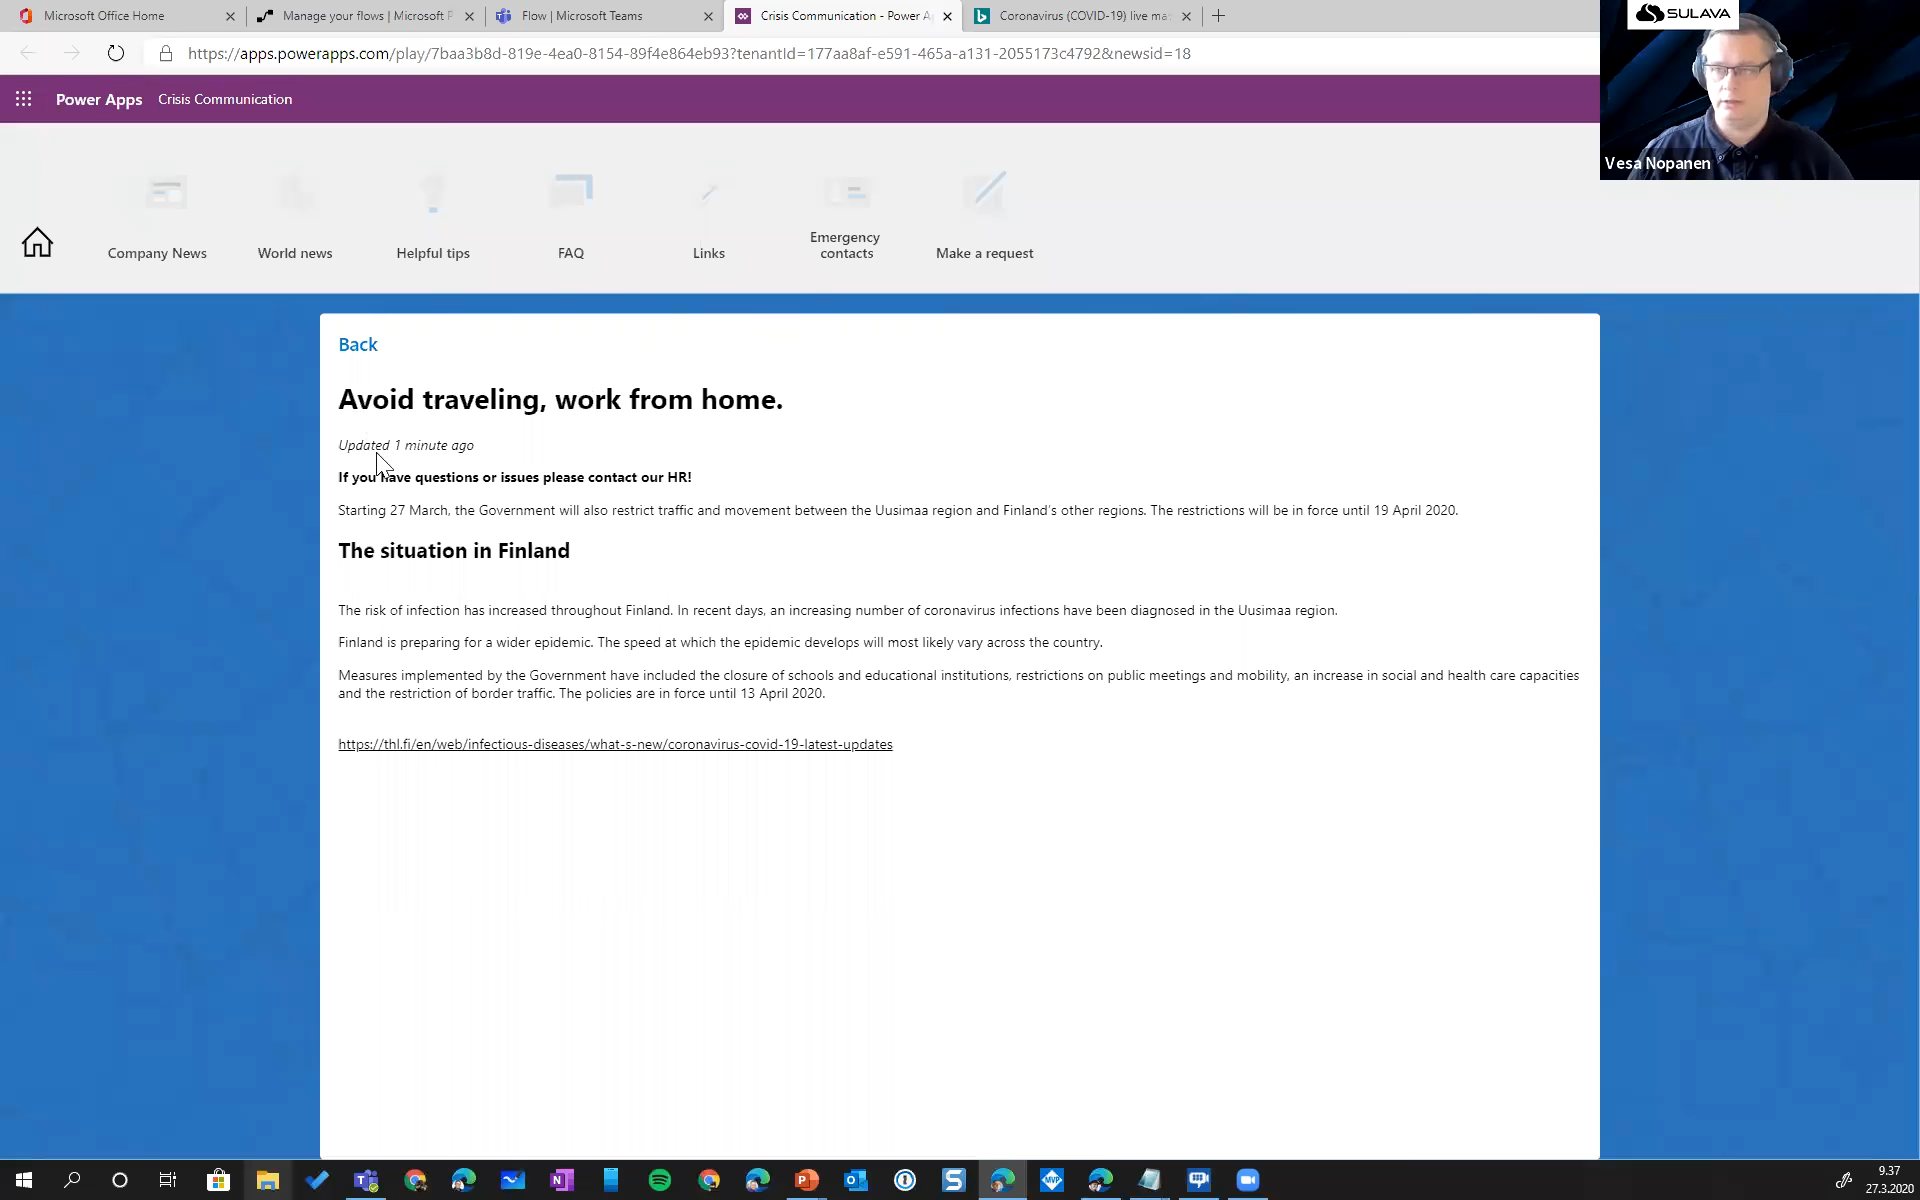 Microsoft Office Home
Manage your flows | Microsoft P
Flow | Microsoft Teams
Crisis Communication - Power A
Coronavirus (COVID-19) live ma
https://apps.powerapps.com/play/7baa3b8d-819e-4ea0-8154-89f4e864eb93?tenantId=177aa8af-e591-465a-a131-2055173c4792&newsid=18
SULAVA
Vesa Nopanen
Power Apps Crisis Communication
Company News
World news
Helpful tips
FAQ
Links
Emergency
contacts
Make a request
Back
Avoid traveling, work from home.
Updated 1 minute ago
If you have questions or issues please contact our HR!
Starting 27 March, the Government will also restrict traffic and movement between the Uusimaa region and Finland's other regions. The restrictions will be in force until 19 April 2020.
The situation in Finland
The risk of infection has increased throughout Finland. In recent days, an increasing number of coronavirus infections have been diagnosed in the Uusimaa region.
Finland is preparing for a wider epidemic. The speed at which the epidemic develops will most likely vary across the country.
Measures implemented by the Government have included the closure of schools and educational institutions, restrictions on public meetings and mobility, an increase in social and health care capacities
and the restriction of border traffic. The policies are in force until 13 April 2020.
https://thl.fi/en/web/infectious-diseases/what-s-new/coronavirus-covid-19-latest-updates
9.37
27.3.2020